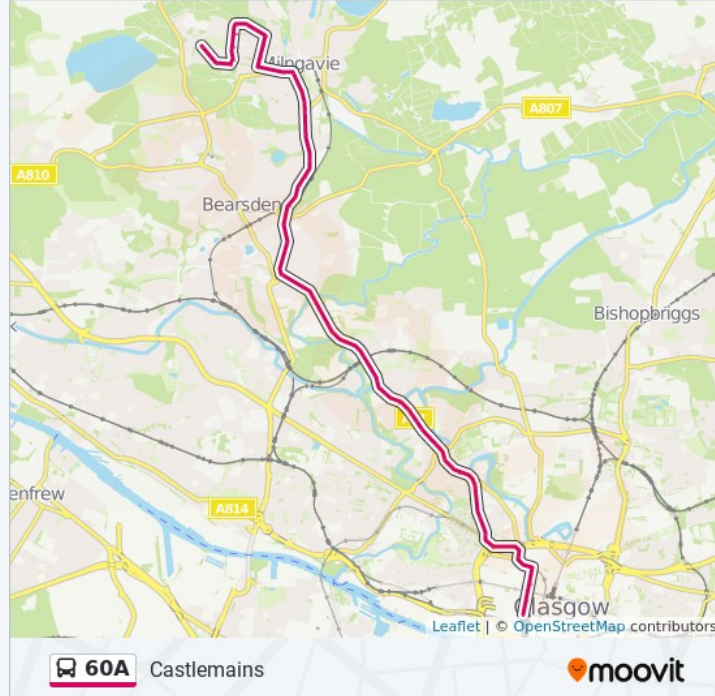 Milngavie
A807
A810
Bearsden
Bishopbriggs
enfrew
A814
Glasgow
Leaflet | © OpenStreetMap contributors
60A Castlemains moovit